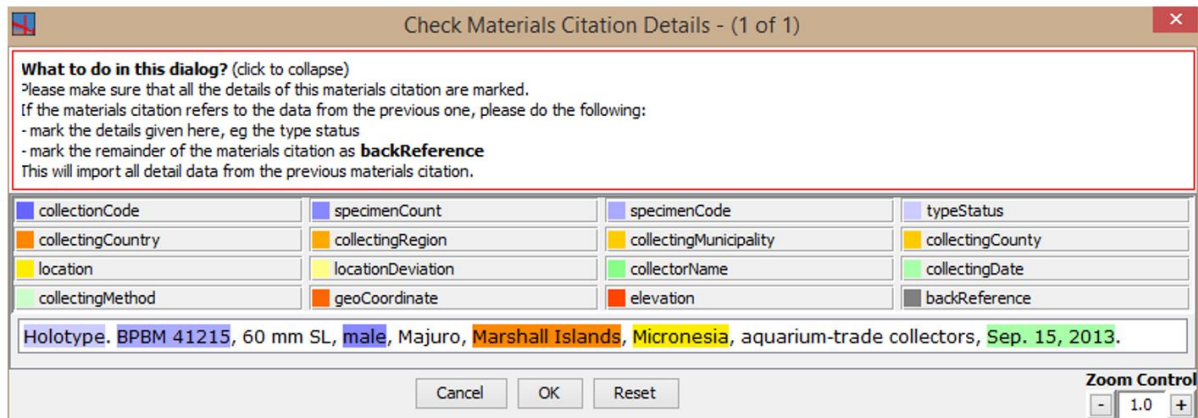 Check Materials Citation Details - (1 of 1)
What to do in this dialog? (click to collapse)
Please make sure that all the details of this materials citation are marked.
If the materials citation refers to the data from the previous one, please do the following:
- mark the details given here, eg the type status
- mark the remainder of the materials citation as backReference
This will import all detail data from the previous materials citation.
collectionCode specimenCount specimenCode typeStatus
collectingCountry collectingRegion collectingMunicipality collectingCounty
location locationDeviation collectorName collectingDate
collectingMethod geoCoordinate elevation backReference
Holotype. BPBM 41215, 60 mm SL, male, Majuro, Marshall Islands, Micronesia, aquarium-trade collectors, Sep. 15, 2013.
Cancel OK Reset
Zoom Control
- 1.0 +